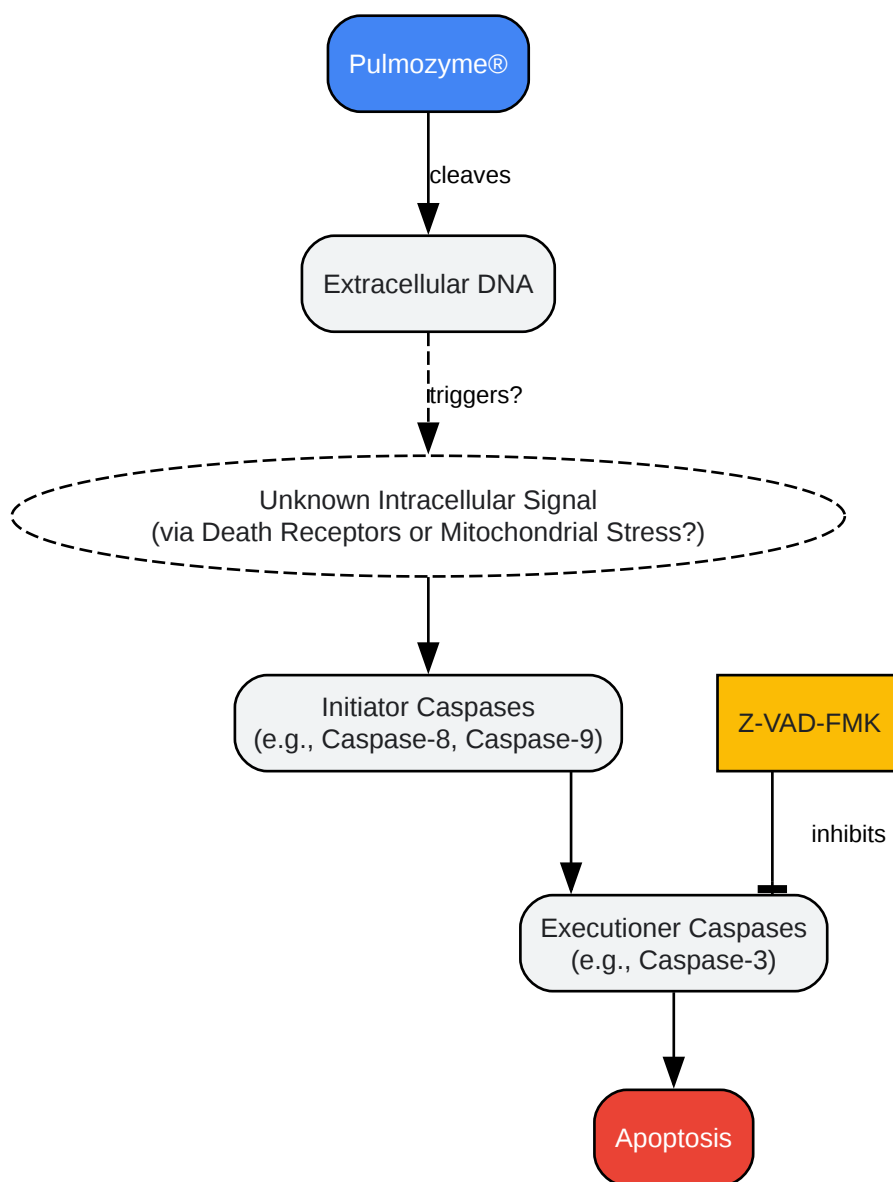 Pulmozyme®
cleaves
Extracellular DNA
triggers?
Unknown Intracellular Signal
(via Death Receptors or Mitochondrial Stress?)
Initiator Caspases
(e.g., Caspase-8, Caspase-9)
Z-VAD-FMK
inhibits
Executioner Caspases
(e.g., Caspase-3)
Apoptosis